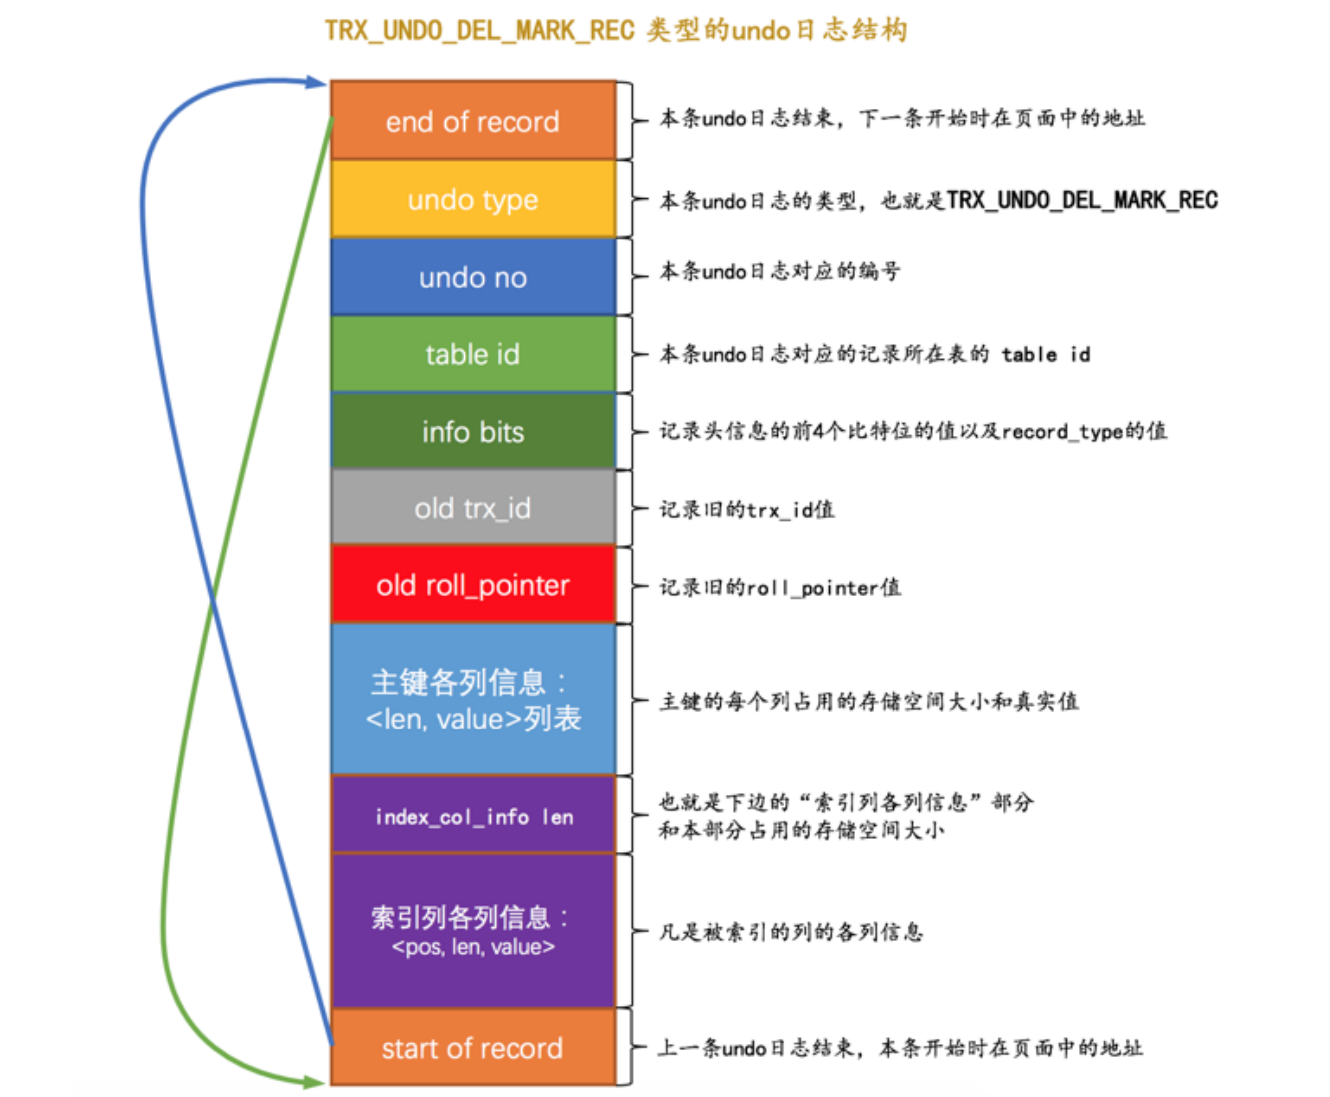 TRX_UNDO_DEL_MARK_REC 类型的undo日志结构
end of record
本条undo日志结束，下一条开始时在页面中的地址
undo type
本条undo日志的类型，也就是TRX_UNDO_DEL_MARK_REC
undo no
本条undo日志对应的编号
table id
本条undo日志对应的记录所在表的 table id
info bits
记录头信息的前4个比特位的值以及record_type的值
old trx_id
记录旧的trx_id值
old roll_pointer
记录旧的roll_pointer值
主键各列信息：
<len, value>列表
主键的每个列占用的存储空间大小和真实值
index_col_info len
也就是下边的“索引列各列信息”部分
和本部分占用的存储空间大小
索引列各列信息：
<pos, len, value>
凡是被索引的列的各列信息
start of record
上一条undo日志结束，本条开始时在页面中的地址